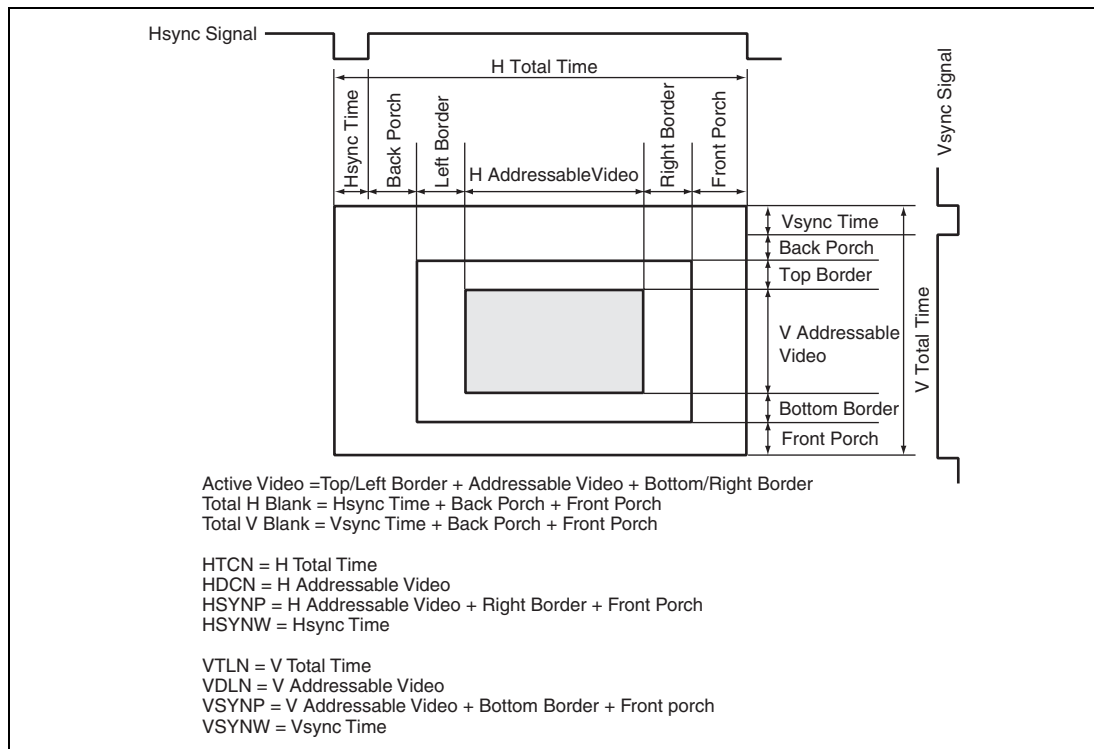 Hsync Signal
H Total Time
Hsync Time
Back Porch
Left Border
H AddressableVideo
Right Border
Front Porch
Vsync Signal
Vsync Time
Back Porch
Top Border
V Addressable
Video
Bottom Border
Front Porch
V Total Time
Active Video =Top/Left Border + Addressable Video + Bottom/Right Border
Total H Blank = Hsync Time + Back Porch + Front Porch
Total V Blank = Vsync Time + Back Porch + Front Porch
HTCN = H Total Time
HDCN = H Addressable Video
HSYNP = H Addressable Video + Right Border + Front Porch
HSYNW = Hsync Time
VTLN = V Total Time
VDLN = V Addressable Video
VSYNP = V Addressable Video + Bottom Border + Front porch
VSYNW = Vsync Time